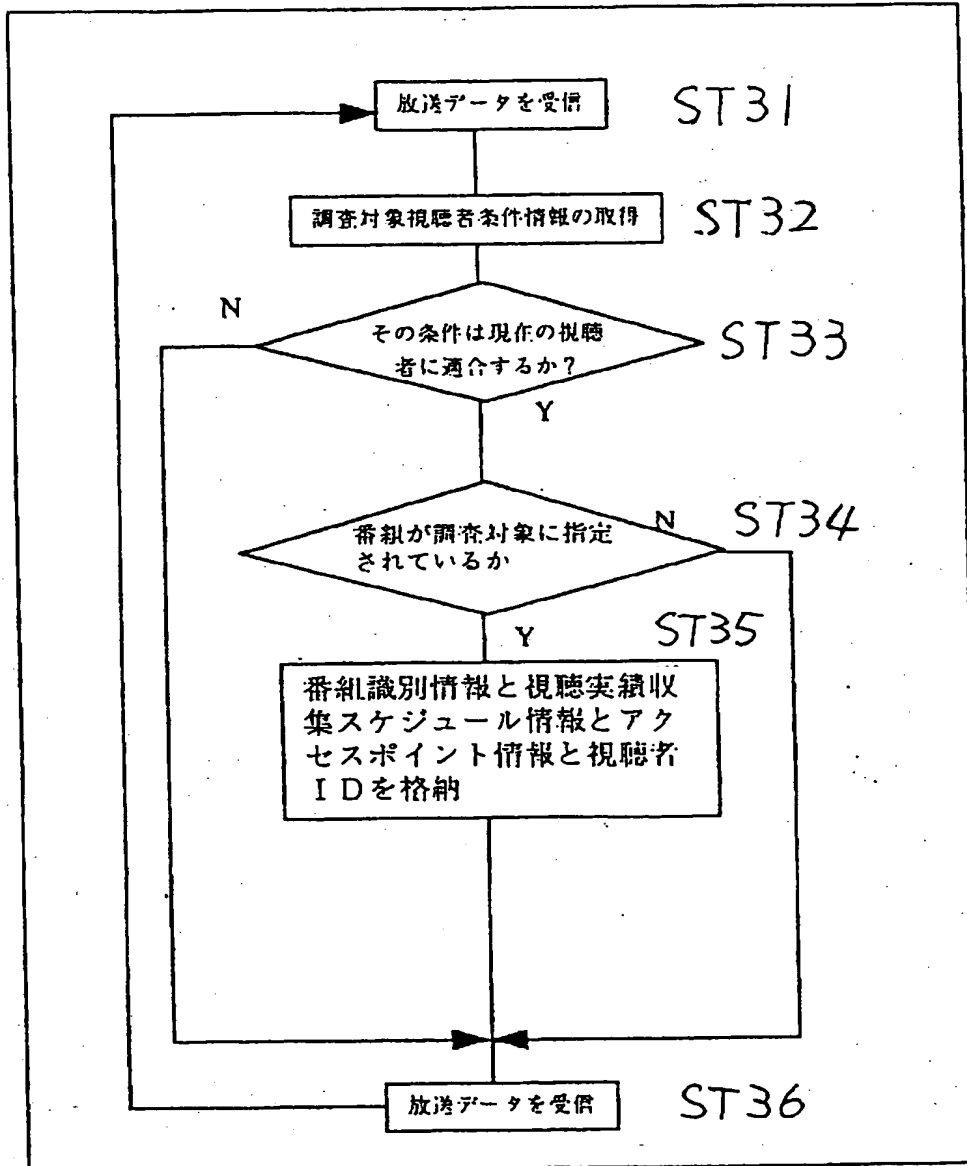 放送データを受信
ST31
調査対象視聴者条件情報の取得
ST32
N
その条件は現在の視聴
者に適合するか？
ST33
Y
番組が調査対象に指定
されているか
N
ST34
Y
ST35
番組識別情報と視聴実績収
集スケジュール情報とアク
セスポイント情報と視聴者
ＩＤを格納
放送データを受信
ST36